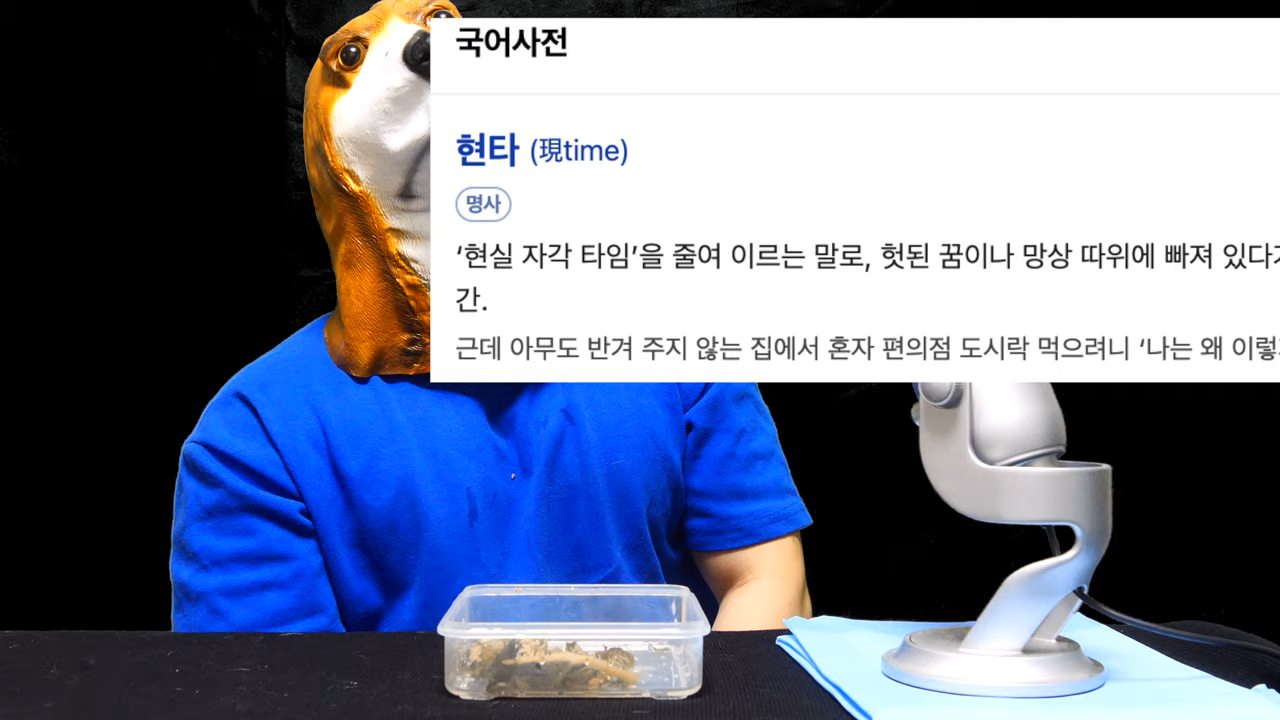 국어사전
현타 (現time)
명사
‘현실 자각 타임’을 줄여 이르는 말로, 헛된 꿈이나 망상 따위에 빠져 있다
간.
근데 아무도 반겨 주지 않는 집에서 혼자 편의점 도시락 먹으려니 ‘나는 왜